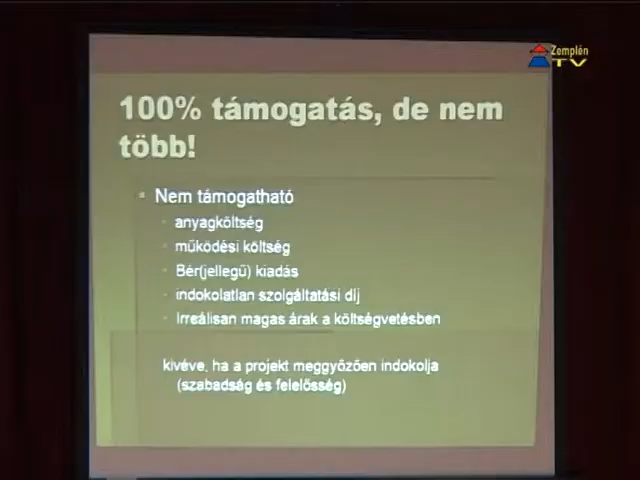 Zemplén
TV
100% támogatás, de nem
több!
Nem támogatható
anyagköltség
működési költség
Bér(jellegű) kiadás
indokolatlan szolgáltatási díj
Irreálisan magas árak a költségvetésben
kivéve, ha a projekt meggyőzően indokolja
(szabadság és felelősség)